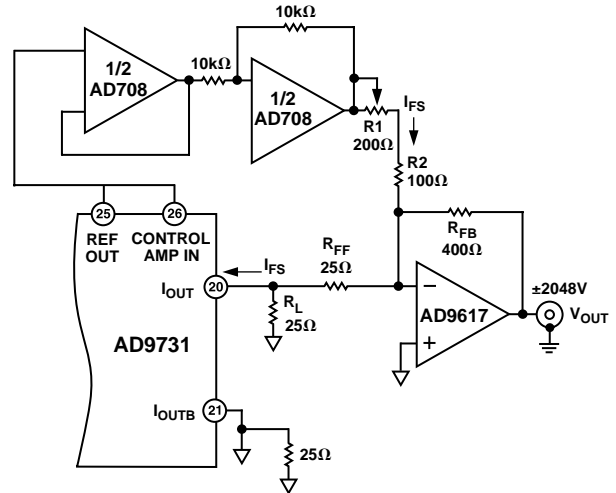 10kΩ
10kΩ
1/2
AD708
1/2
AD708
I_FS
R1
200Ω
R2
100Ω
25
26
REF
OUT
CONTROL
AMP IN
R_FB
400Ω
I_FS
R_FF
25Ω
I_OUT
20
R_L
25Ω
–
+
AD9617
±2048V
V_OUT
AD9731
I_OUTB
21
25Ω